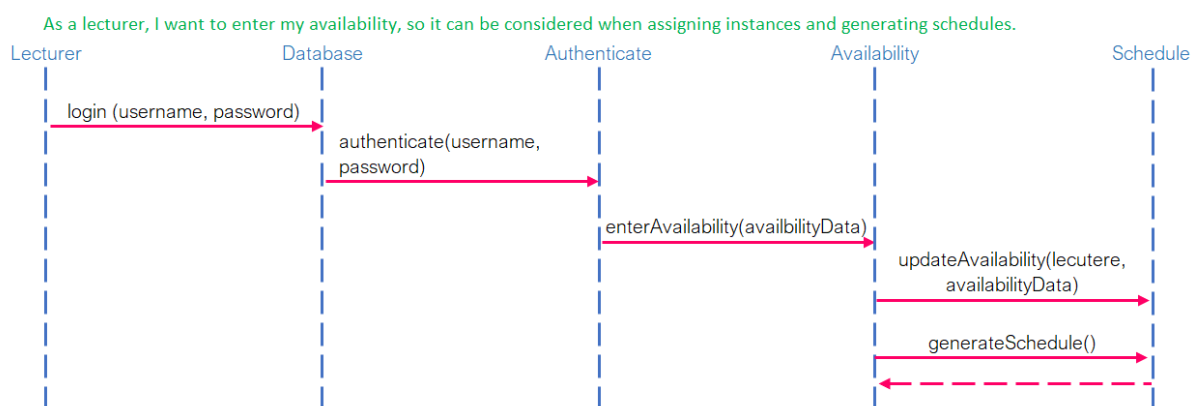 As a lecturer, I want to enter my availability, so it can be considered when assigning instances and generating schedules.
Lecturer Database Authenticate Availability Schedule
login (username, password)
authenticate(username,
password)
enterAvailability(availbilityData)
updateAvailability(lecutere,
availabilityData)
generateSchedule()